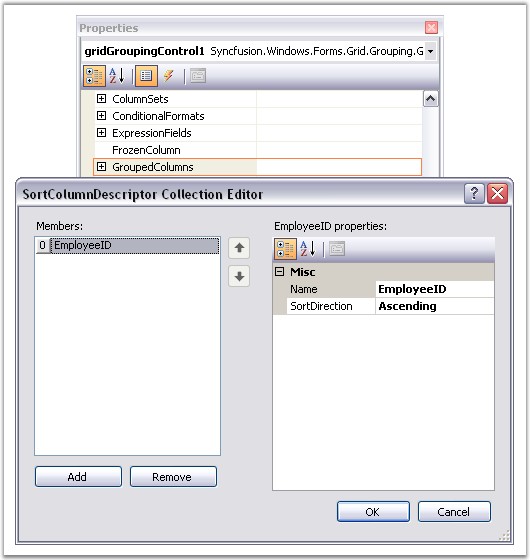 Properties
gridGroupingControl1 Syncfusion.Windows.Forms.Grid.Grouping.G
ColumnSets
ConditionalFormats
ExpressionFields
FrozenColumn
GroupedColumns
SortColumnDescriptor Collection Editor
Members:
0 EmployeeID
Add
Remove
EmployeeID properties:
Misc
Name EmployeeID
SortDirection Ascending
OK
Cancel